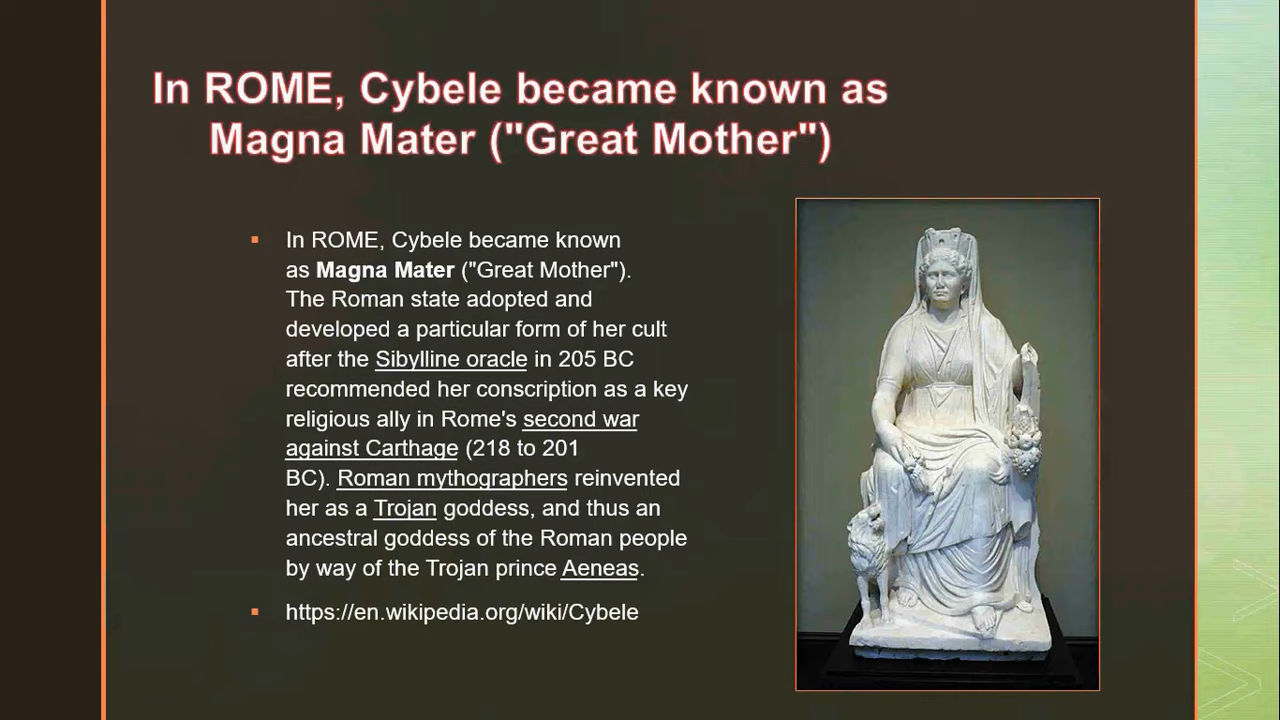 In ROME, Cybele became known as
Magna Mater ("Great Mother")
In ROME, Cybele became known
as Magna Mater ("Great Mother").
The Roman state adopted and
developed a particular form of her cult
after the Sibylline oracle in 205 BC
recommended her conscription as a key
religious ally in Rome's second war
against Carthage (218 to 201
BC). Roman mythographers reinvented
her as a Trojan goddess, and thus an
ancestral goddess of the Roman people
by way of the Trojan prince Aeneas.
https://en.wikipedia.org/wiki/Cybele